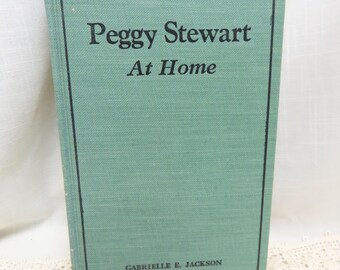 Peggy Stewart
At Home
GABRIELLE E. JACKSON